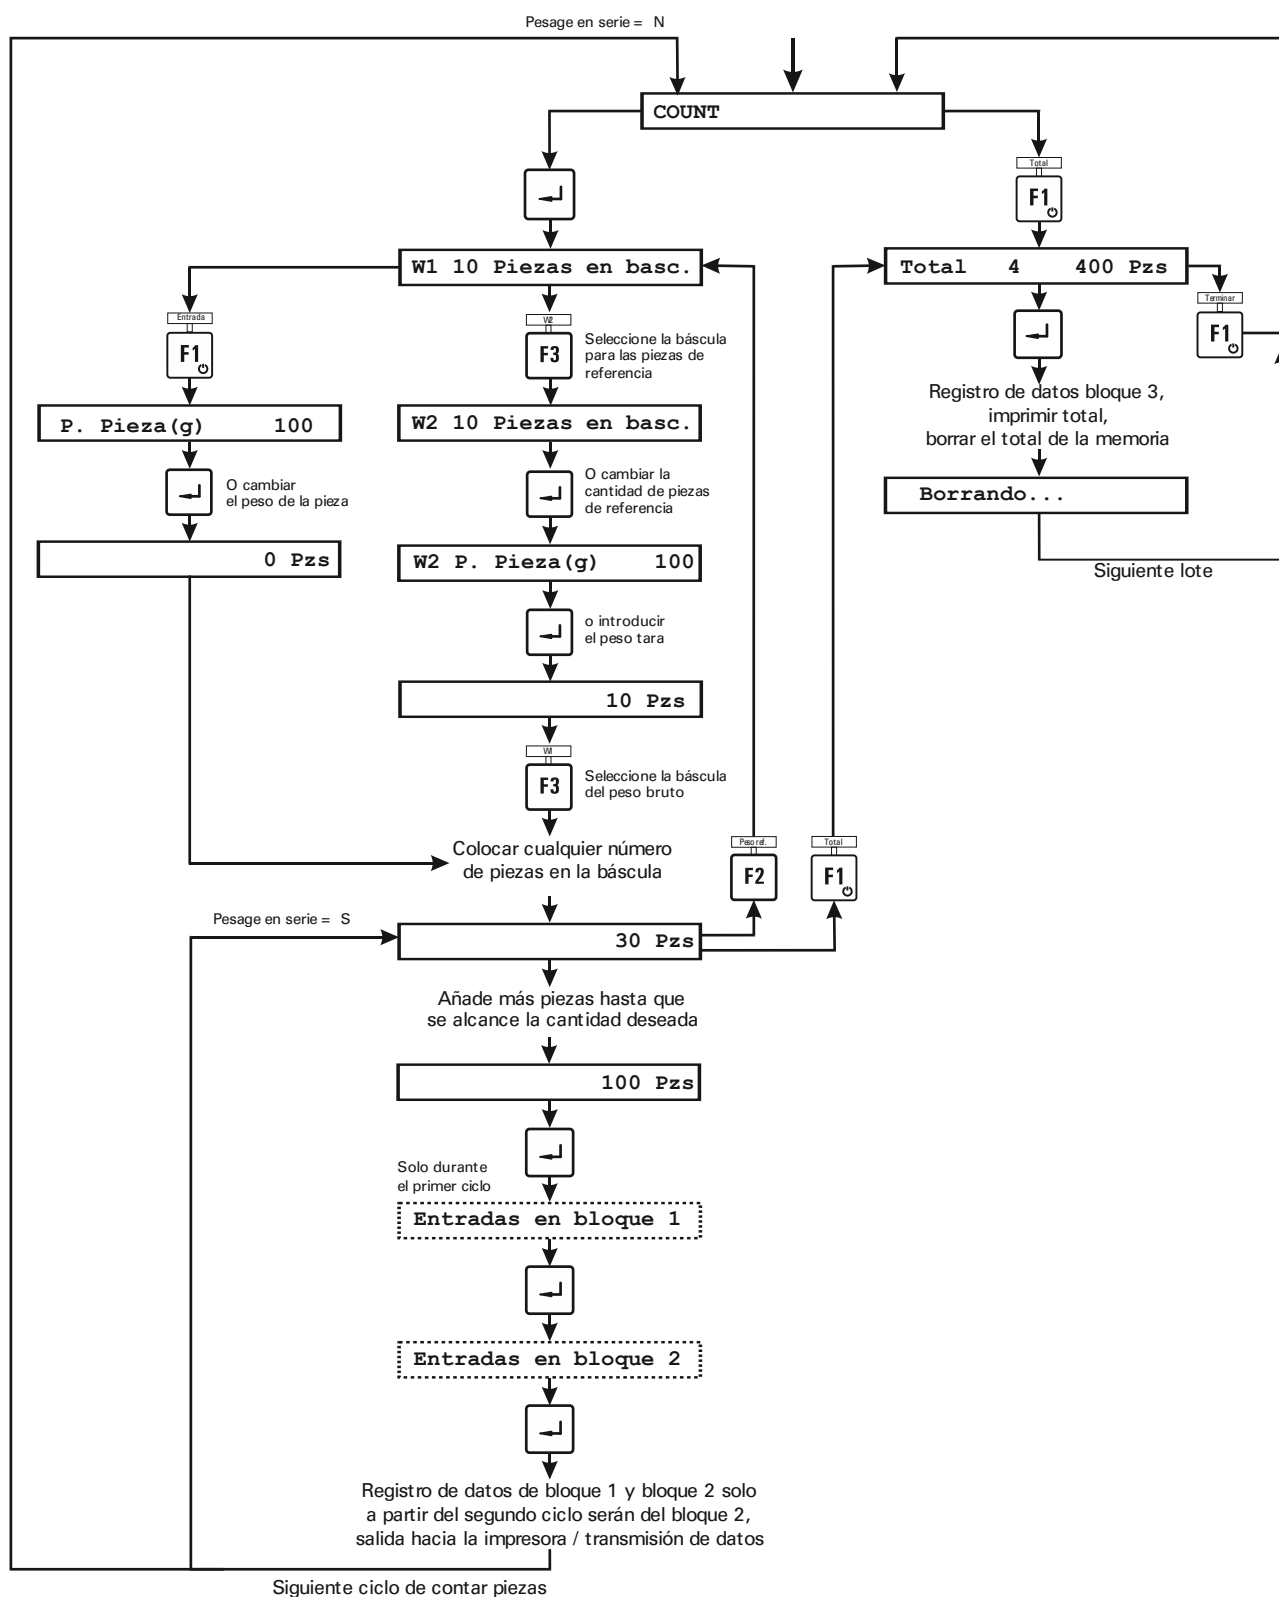 Pesage en serie = N
COUNT
Total
F1
W1 10 Piezas en basc.
Total 4 400 Pzs
Entrada
F1
W2
F3
Seleccione la báscula
para las piezas de
referencia
Terminar
F1
Registro de datos bloque 3,
imprimir total,
borrar el total de la memoria
P. Pieza(g) 100
W2 10 Piezas en basc.
O cambiar
el peso de la pieza
O cambiar la
cantidad de piezas
de referencia
Borrando...
0 Pzs
W2 P. Pieza(g) 100
Siguiente lote
o introducir
el peso tara
10 Pzs
W1
F3
Seleccione la báscula
del peso bruto
Colocar cualquier número
de piezas en la báscula
Peso ref.
F2
Total
F1
Pesage en serie = S
30 Pzs
Añade más piezas hasta que
se alcance la cantidad deseada
100 Pzs
Solo durante
el primer ciclo
Entradas en bloque 1
Entradas en bloque 2
Registro de datos de bloque 1 y bloque 2 solo
a partir del segundo ciclo serán del bloque 2,
salida hacia la impresora / transmisión de datos
Siguiente ciclo de contar piezas